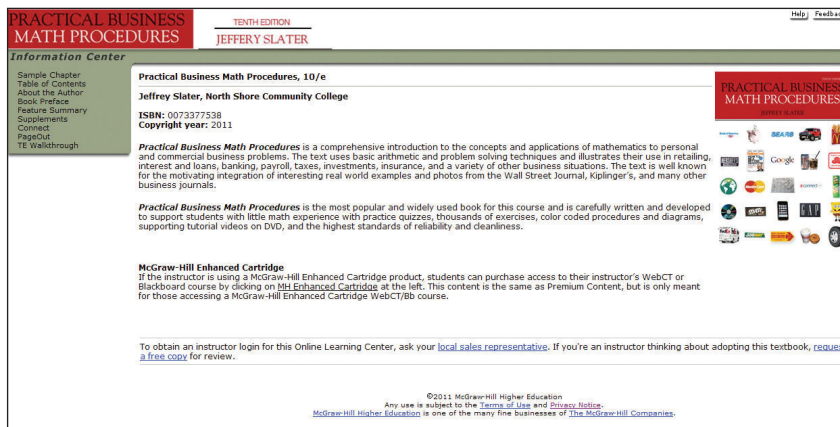 PRACTICAL BUSINESS
MATH PROCEDURES
TENTH EDITION
JEFFERY SLATER
Help
Feedbac
Information Center
Sample Chapter
Table of Contents
About the Author
Book Preface
Feature Summary
Supplements
Connect
PageOut
TE Walkthrough
Practical Business Math Procedures, 10/e
Jeffrey Slater, North Shore Community College
ISBN: 0073377538
Copyright year: 2011
Practical Business Math Procedures is a comprehensive introduction to the concepts and applications of mathematics to personal
and commercial business problems. The text uses basic arithmetic and problem solving techniques and illustrates their use in retailing,
interest and loans, banking, payroll, taxes, investments, insurance, and a variety of other business situations. The text is well known
for the motivating integration of interesting real world examples and photos from the Wall Street Journal, Kiplinger's, and many other
business journals.
Practical Business Math Procedures is the most popular and widely used book for this course and is carefully written and developed
to support students with little math experience with practice quizzes, thousands of exercises, color coded procedures and diagrams,
supporting tutorial videos on DVD, and the highest standards of reliability and cleanliness.
McGraw-Hill Enhanced Cartridge
If the instructor is using a McGraw-Hill Enhanced Cartridge product, students can purchase access to their instructor's WebCT or
Blackboard course by clicking on MH Enhanced Cartridge at the left. This content is the same as Premium Content, but is only meant
for those accessing a McGraw-Hill Enhanced Cartridge WebCT/Bb course.
PRACTICAL BUSINESS
MATH PROCEDURES
JEFFERY SLATER
SEARS
Google
connect
GAP
To obtain an instructor login for this Online Learning Center, ask your local sales representative. If you're an instructor thinking about adopting this textbook, reques
a free copy for review.
©2011 McGraw-Hill Higher Education
Any use is subject to the Terms of Use and Privacy Notice.
McGraw-Hill Higher Education is one of the many fine businesses of The McGraw-Hill Companies.